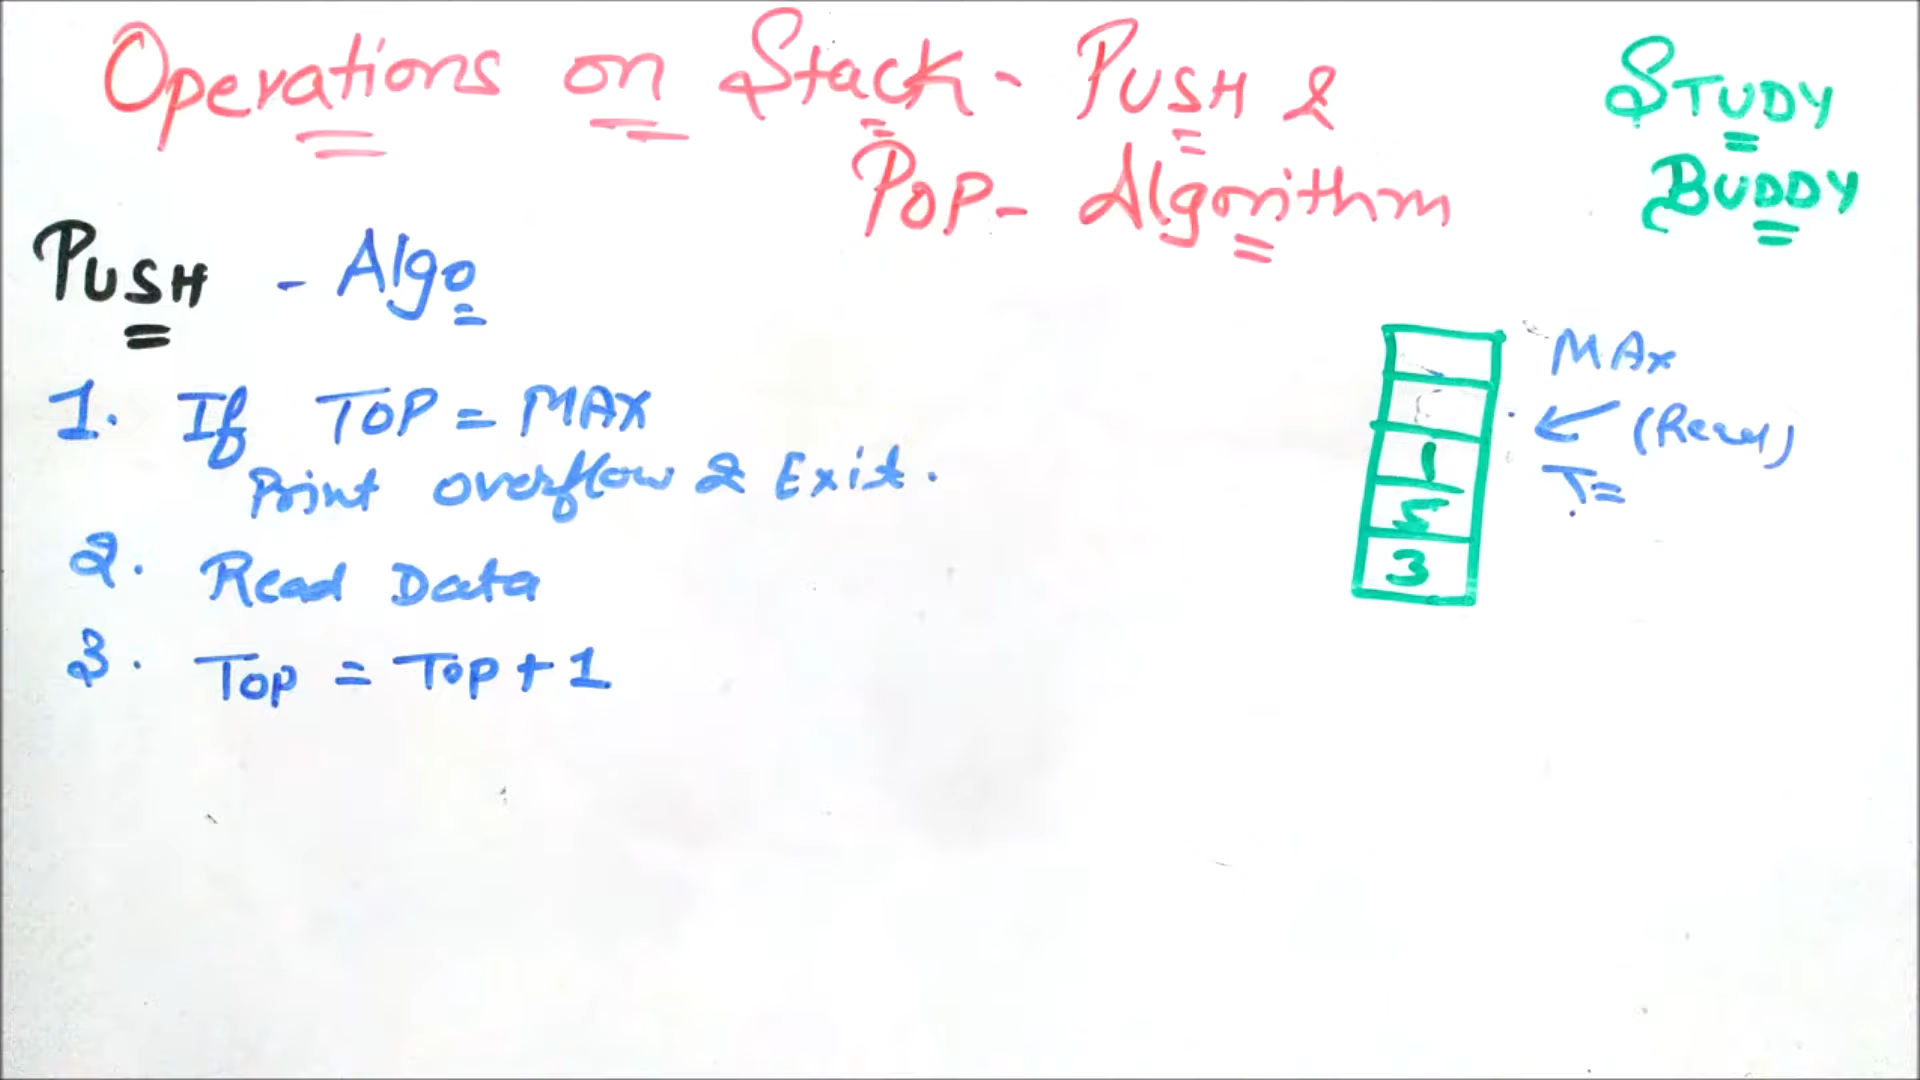 Operations on Stack - PUSH &
POP - Algorithm
STUDY
BUDDY
PUSH - Algo
1. If TOP = MAX
Print overflow & Exit.
2. Read Data
3. TOP = TOP + 1
MAX
T=
1
5
3